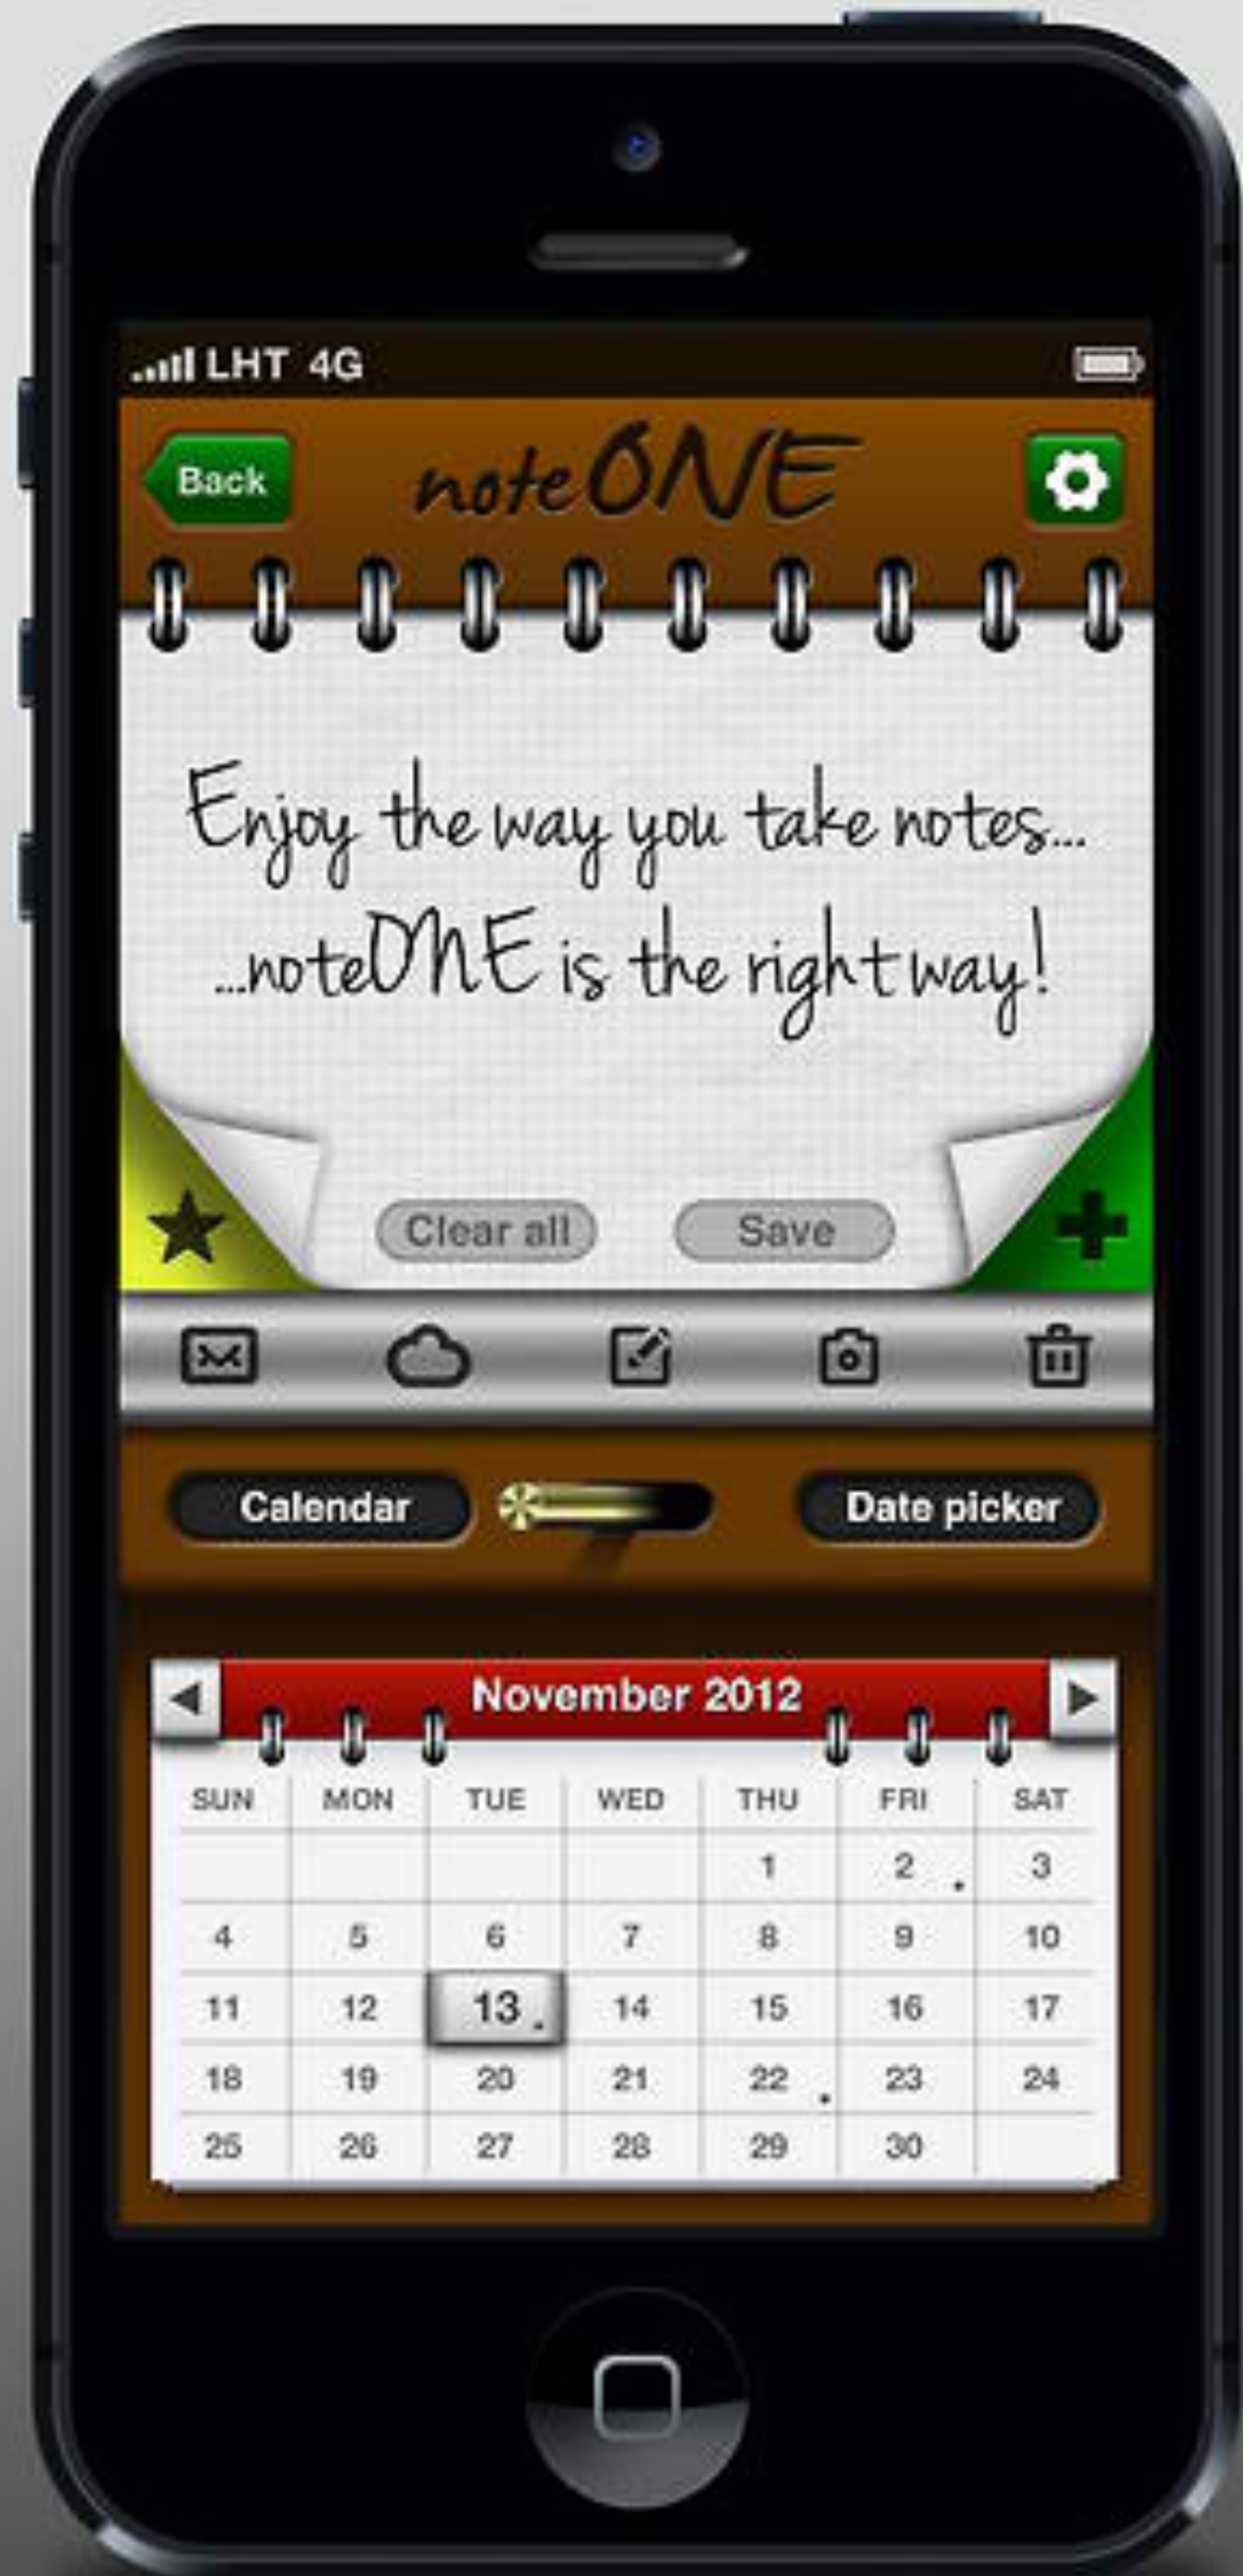 LHT 4G
Back noteONE
Enjoy the way you take notes...
...noteONE is the right way!
Clear all Save
Calendar Date picker
November 2012
SUN MON TUE WED THU FRI SAT
1 2 3
4 5 6 7 8 9 10
11 12 13 14 15 16 17
18 19 20 21 22 23 24
25 26 27 28 29 30